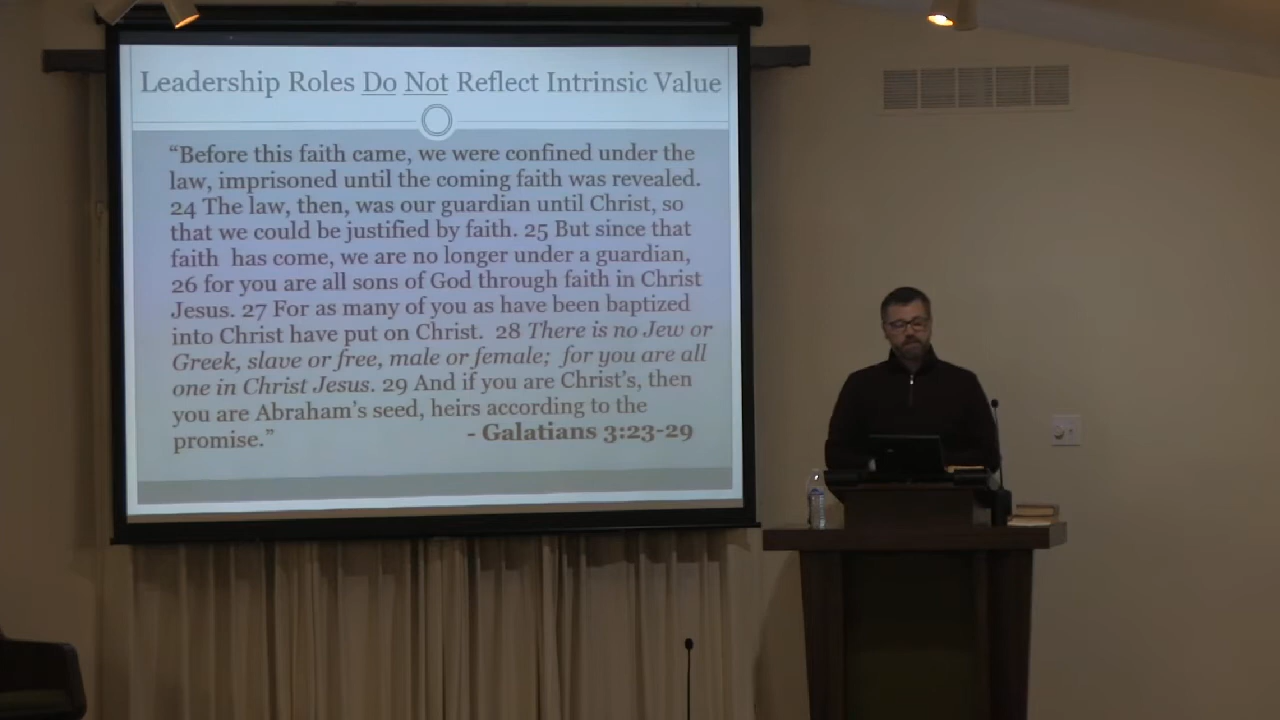 Leadership Roles Do Not Reflect Intrinsic Value
“Before this faith came, we were confined under the
law, imprisoned until the coming faith was revealed.
24 The law, then, was our guardian until Christ, so
that we could be justified by faith. 25 But since that
faith has come, we are no longer under a guardian,
26 for you are all sons of God through faith in Christ
Jesus. 27 For as many of you as have been baptized
into Christ have put on Christ. 28 There is no Jew or
Greek, slave or free, male or female; for you are all
one in Christ Jesus. 29 And if you are Christ’s, then
you are Abraham’s seed, heirs according to the
promise.” - Galatians 3:23-29